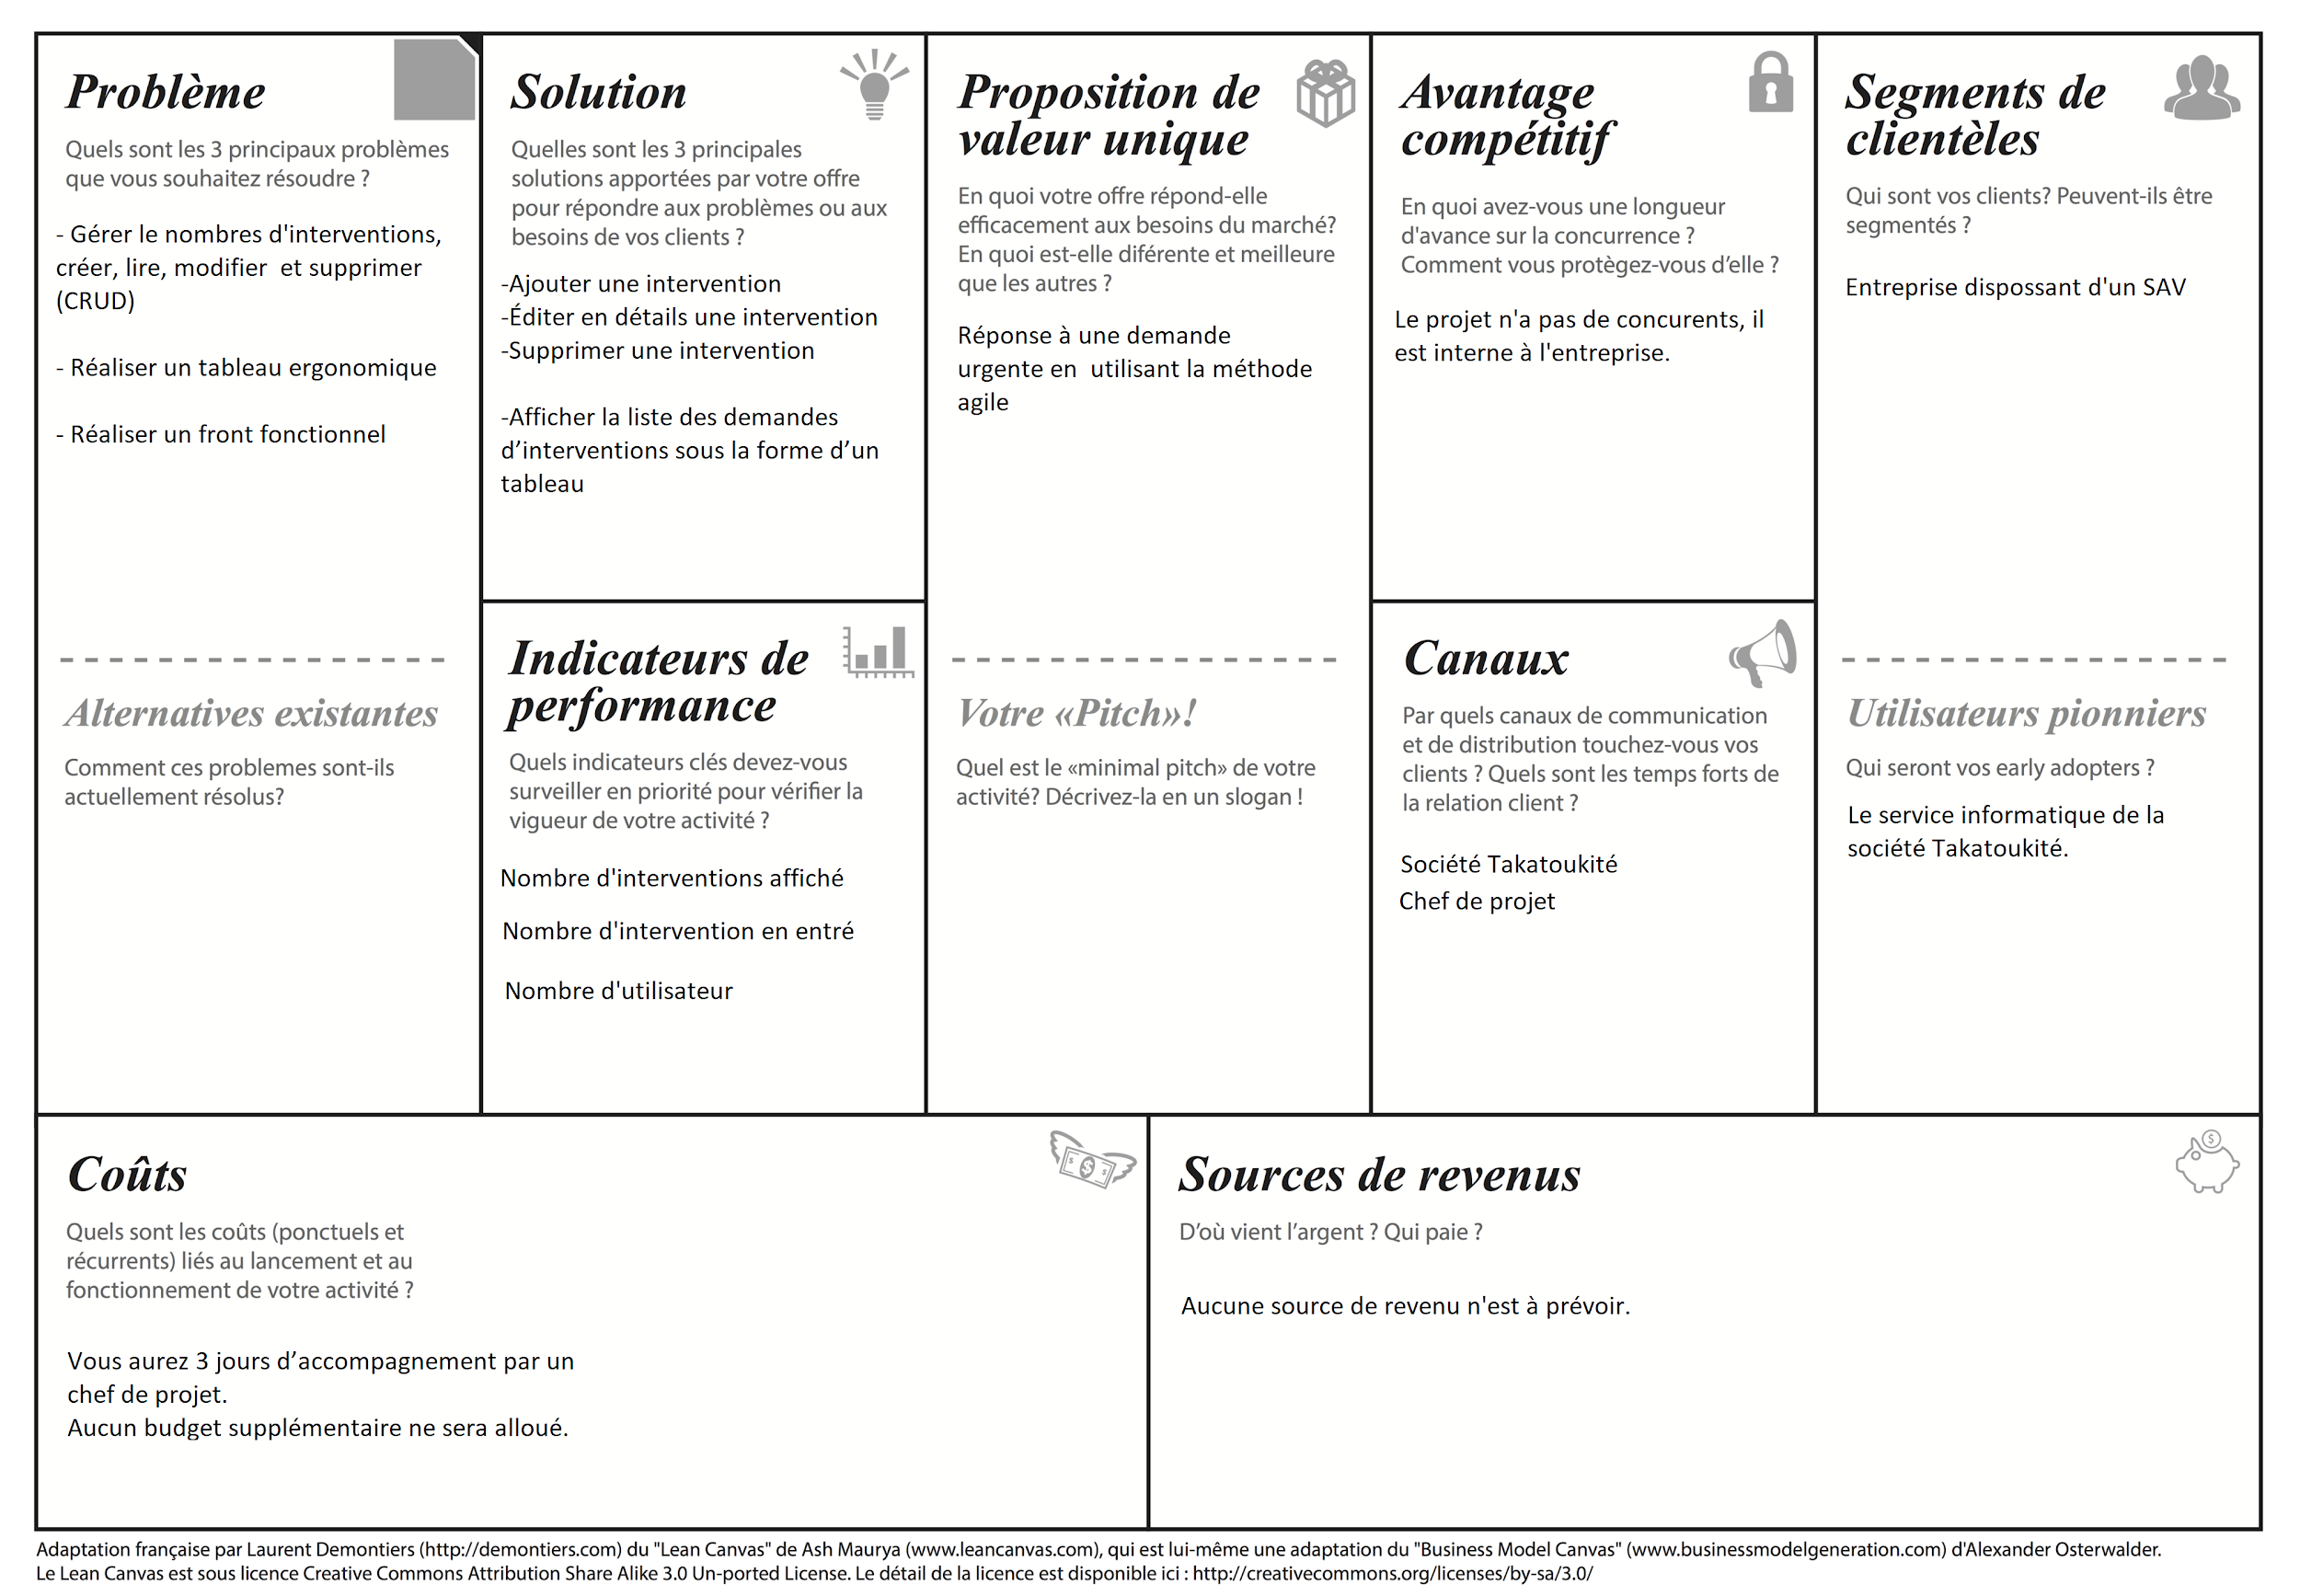 Problème
Quels sont les 3 principaux problèmes
que vous souhaitez résoudre ?
- Gérer le nombres d'interventions,
créer, lire, modifier  et supprimer
(CRUD)
- Réaliser un tableau ergonomique
- Réaliser un front fonctionnel
Alternatives existantes
Comment ces problemes sont-ils
actuellement résolus?
Solution
Quelles sont les 3 principales
solutions apportées par votre offre
pour répondre aux problèmes ou aux
besoins de vos clients ?
-Ajouter une intervention
-Éditer en détails une intervention
-Supprimer une intervention
-Afficher la liste des demandes
d’interventions sous la forme d’un
tableau
Indicateurs de
performance
Quels indicateurs clés devez-vous
surveiller en priorité pour vérifier la
vigueur de votre activité ?
Nombre d'interventions affiché
Nombre d'intervention en entré
Nombre d'utilisateur
Proposition de
valeur unique
En quoi votre offre répond-elle
efficacement aux besoins du marché?
En quoi est-elle diférente et meilleure
que les autres ?
Réponse à une demande
urgente en  utilisant la méthode
agile
Votre «Pitch»!
Quel est le «minimal pitch» de votre
activité? Décrivez-la en un slogan !
Avantage
compétitif
En quoi avez-vous une longueur
d'avance sur la concurrence ?
Comment vous protègez-vous d’elle ?
Le projet n'a pas de concurents, il
est interne à l'entreprise.
Canaux
Par quels canaux de communication
et de distribution touchez-vous vos
clients ? Quels sont les temps forts de
la relation client ?
Société Takatoukité
Chef de projet
Segments de
clientèles
Qui sont vos clients? Peuvent-ils être
segmentés ?
Entreprise dispossant d'un SAV
Utilisateurs pionniers
Qui seront vos early adopters ?
Le service informatique de la
société Takatoukité.
Coûts
Quels sont les coûts (ponctuels et
récurrents) liés au lancement et au
fonctionnement de votre activité ?
Vous aurez 3 jours d’accompagnement par un
chef de projet.
Aucun budget supplémentaire ne sera alloué.
Sources de revenus
D’où vient l’argent ? Qui paie ?
Aucune source de revenu n'est à prévoir.
Adaptation française par Laurent Demontiers (http://demontiers.com) du "Lean Canvas" de Ash Maurya (www.leancanvas.com), qui est lui-même une adaptation du "Business Model Canvas" (www.businessmodelgeneration.com) d'Alexander Osterwalder.
Le Lean Canvas est sous licence Creative Commons Attribution Share Alike 3.0 Un-ported License. Le détail de la licence est disponible ici : http://creativecommons.org/licenses/by-sa/3.0/